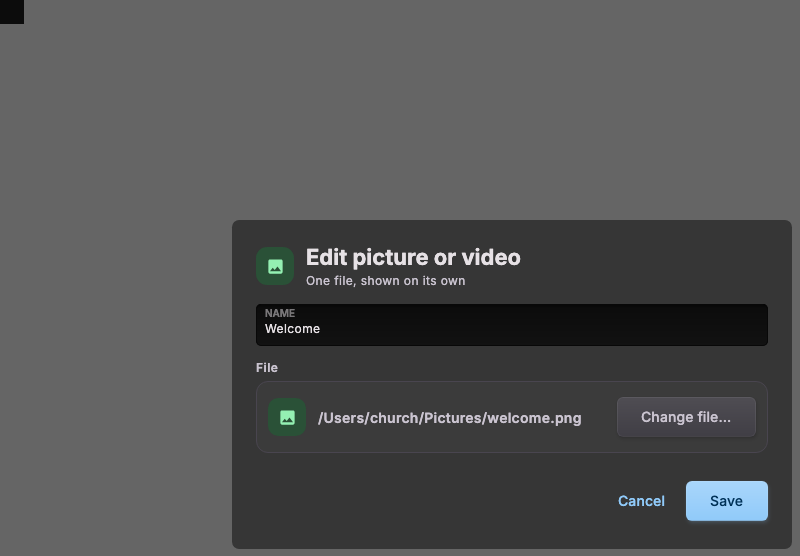 Edit picture or video
One file, shown on its own
NAME
Welcome
File
/Users/church/Pictures/welcome.png
Change file...
Cancel
Save